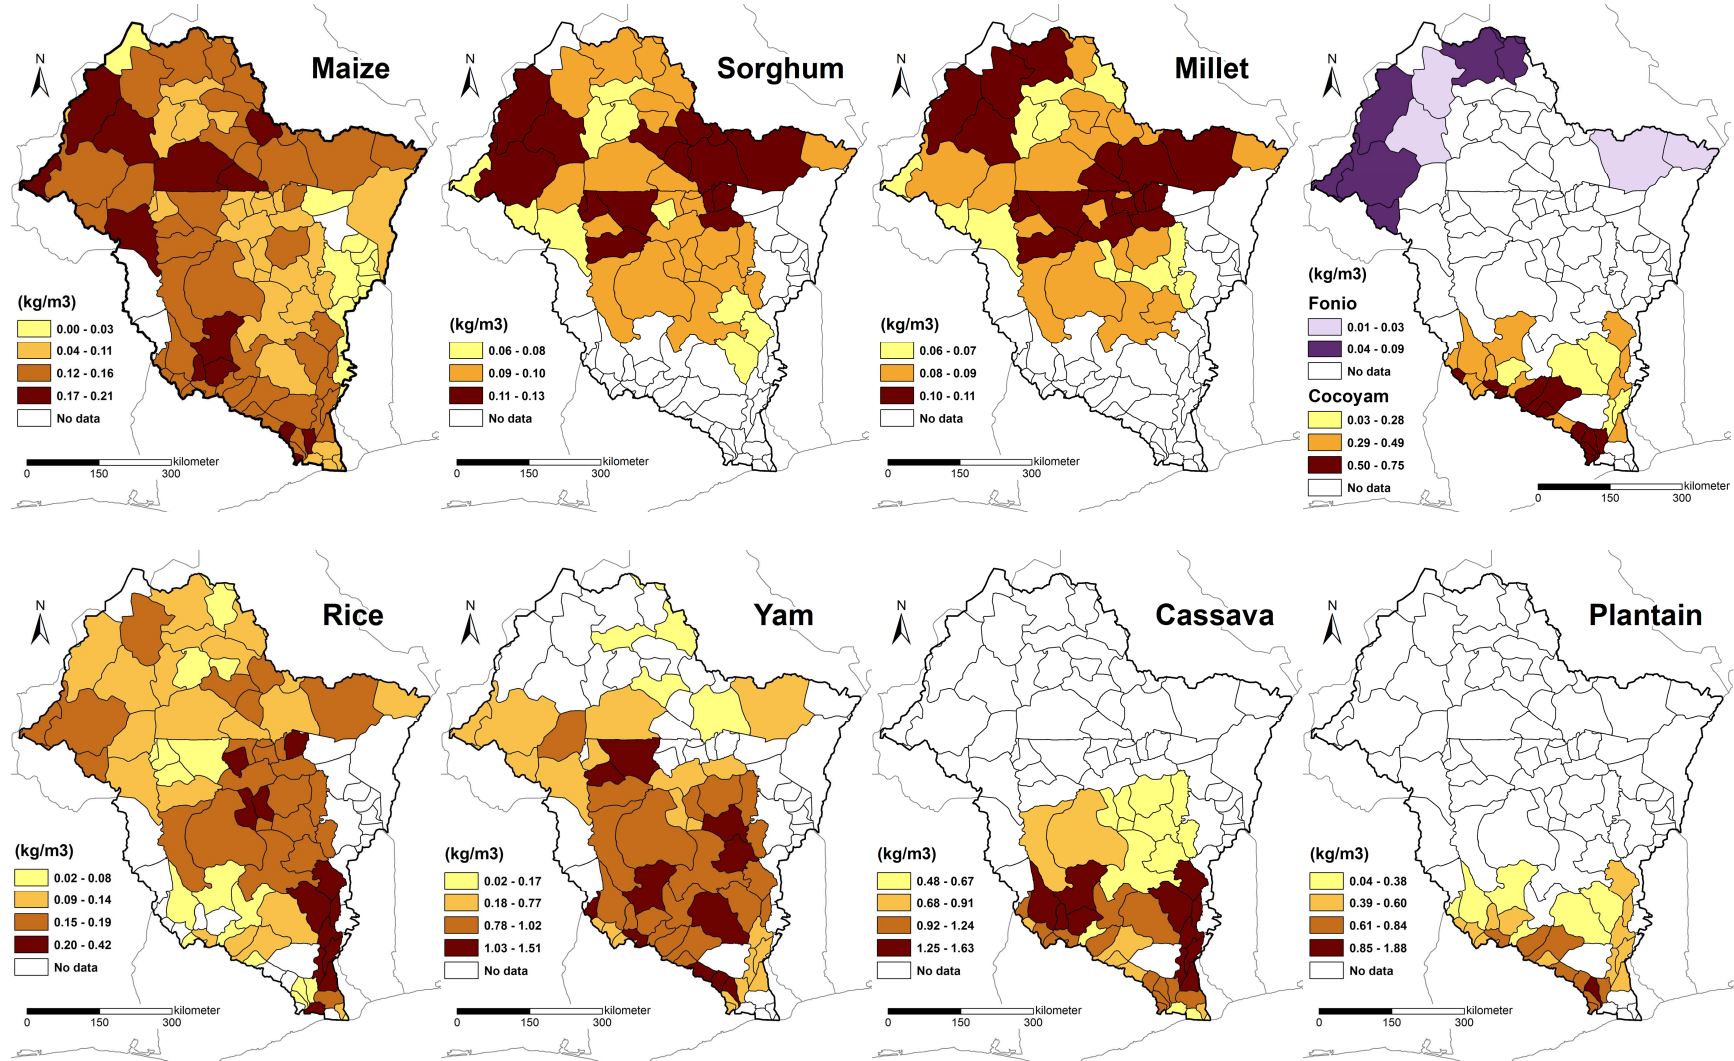 N
Maize
(kg/m3)
0.00 - 0.03
0.04 - 0.11
0.12 - 0.16
0.17 - 0.21
No data
kilometer
0 150 300
N
Sorghum
(kg/m3)
0.06 - 0.08
0.09 - 0.10
0.11 - 0.13
No data
kilometer
0 150 300
N
Millet
(kg/m3)
0.06 - 0.07
0.08 - 0.09
0.10 - 0.11
No data
kilometer
0 150 300
N
(kg/m3)
Fonio
0.01 - 0.03
0.04 - 0.09
No data
Cocoyam
0.03 - 0.28
0.29 - 0.49
0.50 - 0.75
No data
kilometer
0 150 300
N
Rice
(kg/m3)
0.02 - 0.08
0.09 - 0.14
0.15 - 0.19
0.20 - 0.42
No data
kilometer
0 150 300
N
Yam
(kg/m3)
0.02 - 0.17
0.18 - 0.77
0.78 - 1.02
1.03 - 1.51
No data
kilometer
0 150 300
N
Cassava
(kg/m3)
0.48 - 0.67
0.68 - 0.91
0.92 - 1.24
1.25 - 1.63
No data
kilometer
0 150 300
N
Plantain
(kg/m3)
0.04 - 0.38
0.39 - 0.60
0.61 - 0.84
0.85 - 1.88
No data
kilometer
0 150 300